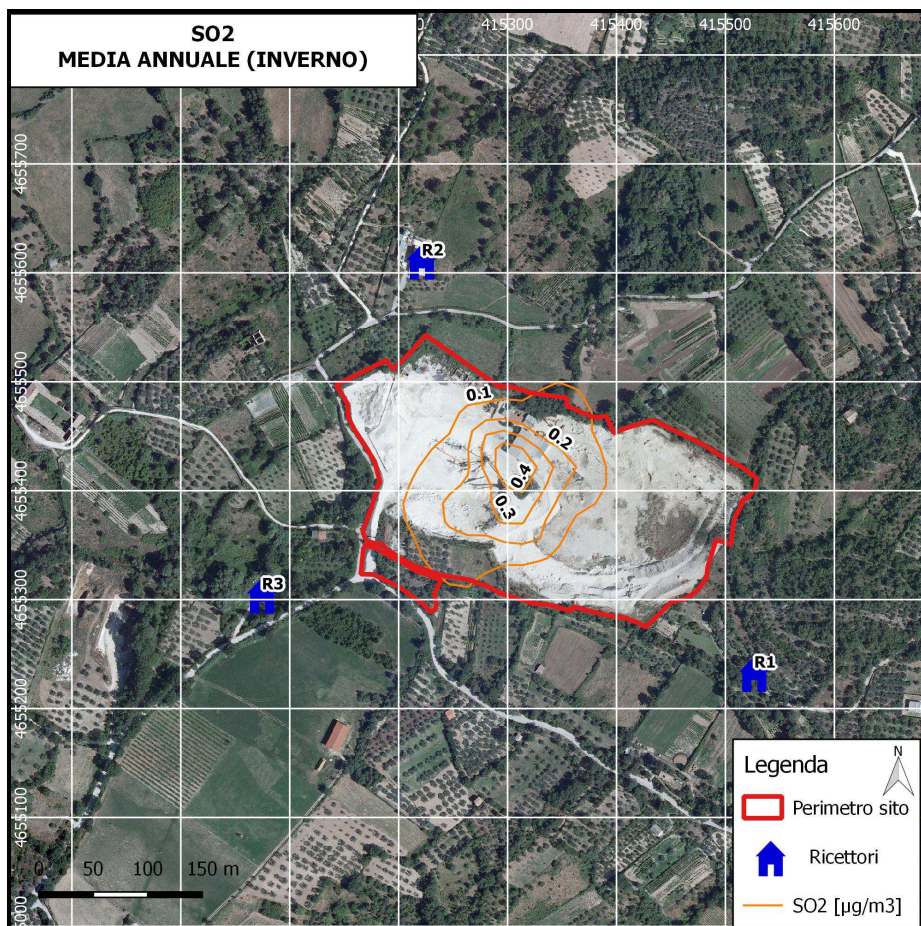 SO2
MEDIA ANNUALE (INVERNO)
415300
415400
415500
415600
4655700
4655600
4655500
4655400
4655300
4655200
4655100
R2
0.1
0.2
0.4
0.3
R3
R1
Legenda
N
Perimetro sito
Ricettori
SO2 [µg/m3]
0 50 100 150 m